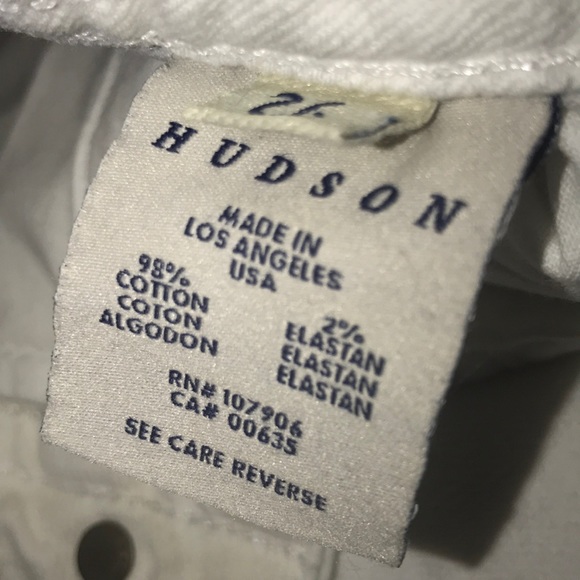 HUDSON
MADE IN
LOS ANGELES
USA
98%
COTTON
COTON
ALGODON
2%
ELASTAN
ELASTAN
ELASTAN
RN# 107906
CA# 00635
SEE CARE REVERSE